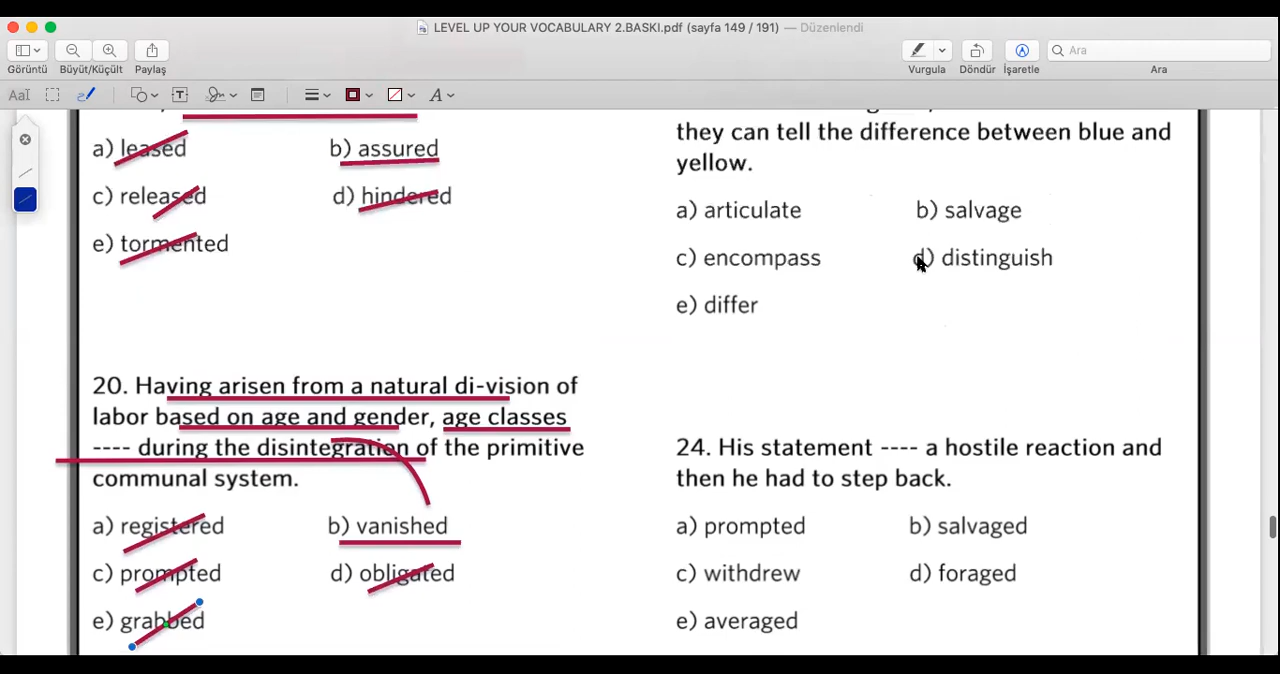 LEVEL UP YOUR VOCABULARY 2.BASKI.pdf (sayfa 149 / 191) — Düzenlendi
Ara
Görüntü Büyüt/Küçült Paylaş Vurgula Döndür İşaretle Ara
AaI T A
a) leased b) assured
c) released d) hindered
e) tormented
20. Having arisen from a natural di-vision of
labor based on age and gender, age classes
---- during the disintegration of the primitive
communal system.
a) registered b) vanished
c) prompted d) obligated
e) grabbed
they can tell the difference between blue and
yellow.
a) articulate b) salvage
c) encompass d) distinguish
e) differ
24. His statement ---- a hostile reaction and
then he had to step back.
a) prompted b) salvaged
c) withdrew d) foraged
e) averaged